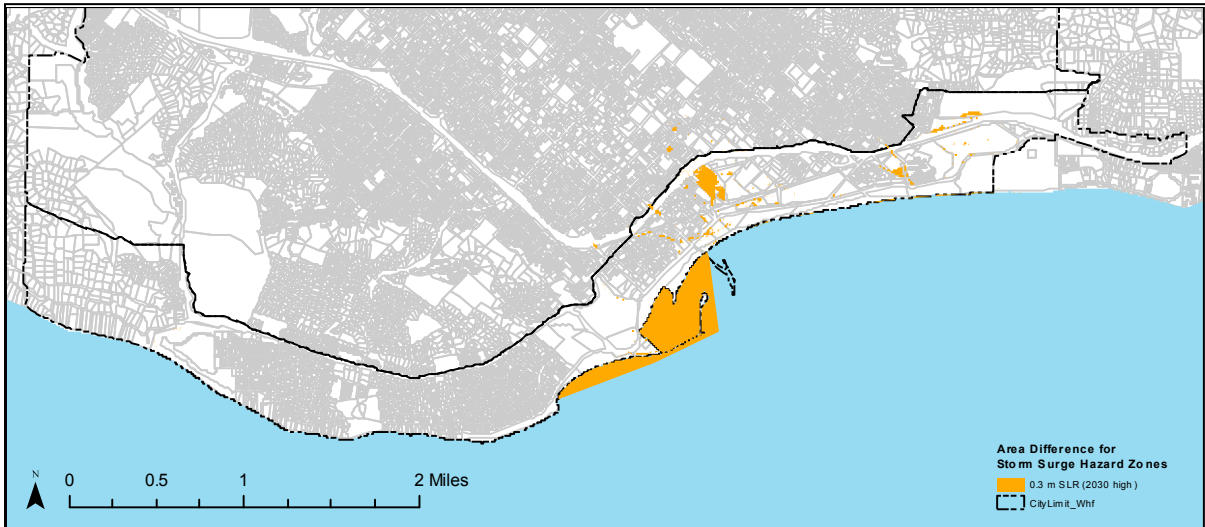 N
0 0.5 1 2 Miles
Area Difference for
Storm Surge Hazard Zones
0.3 m SLR (2030 high)
CityLimit_Whf